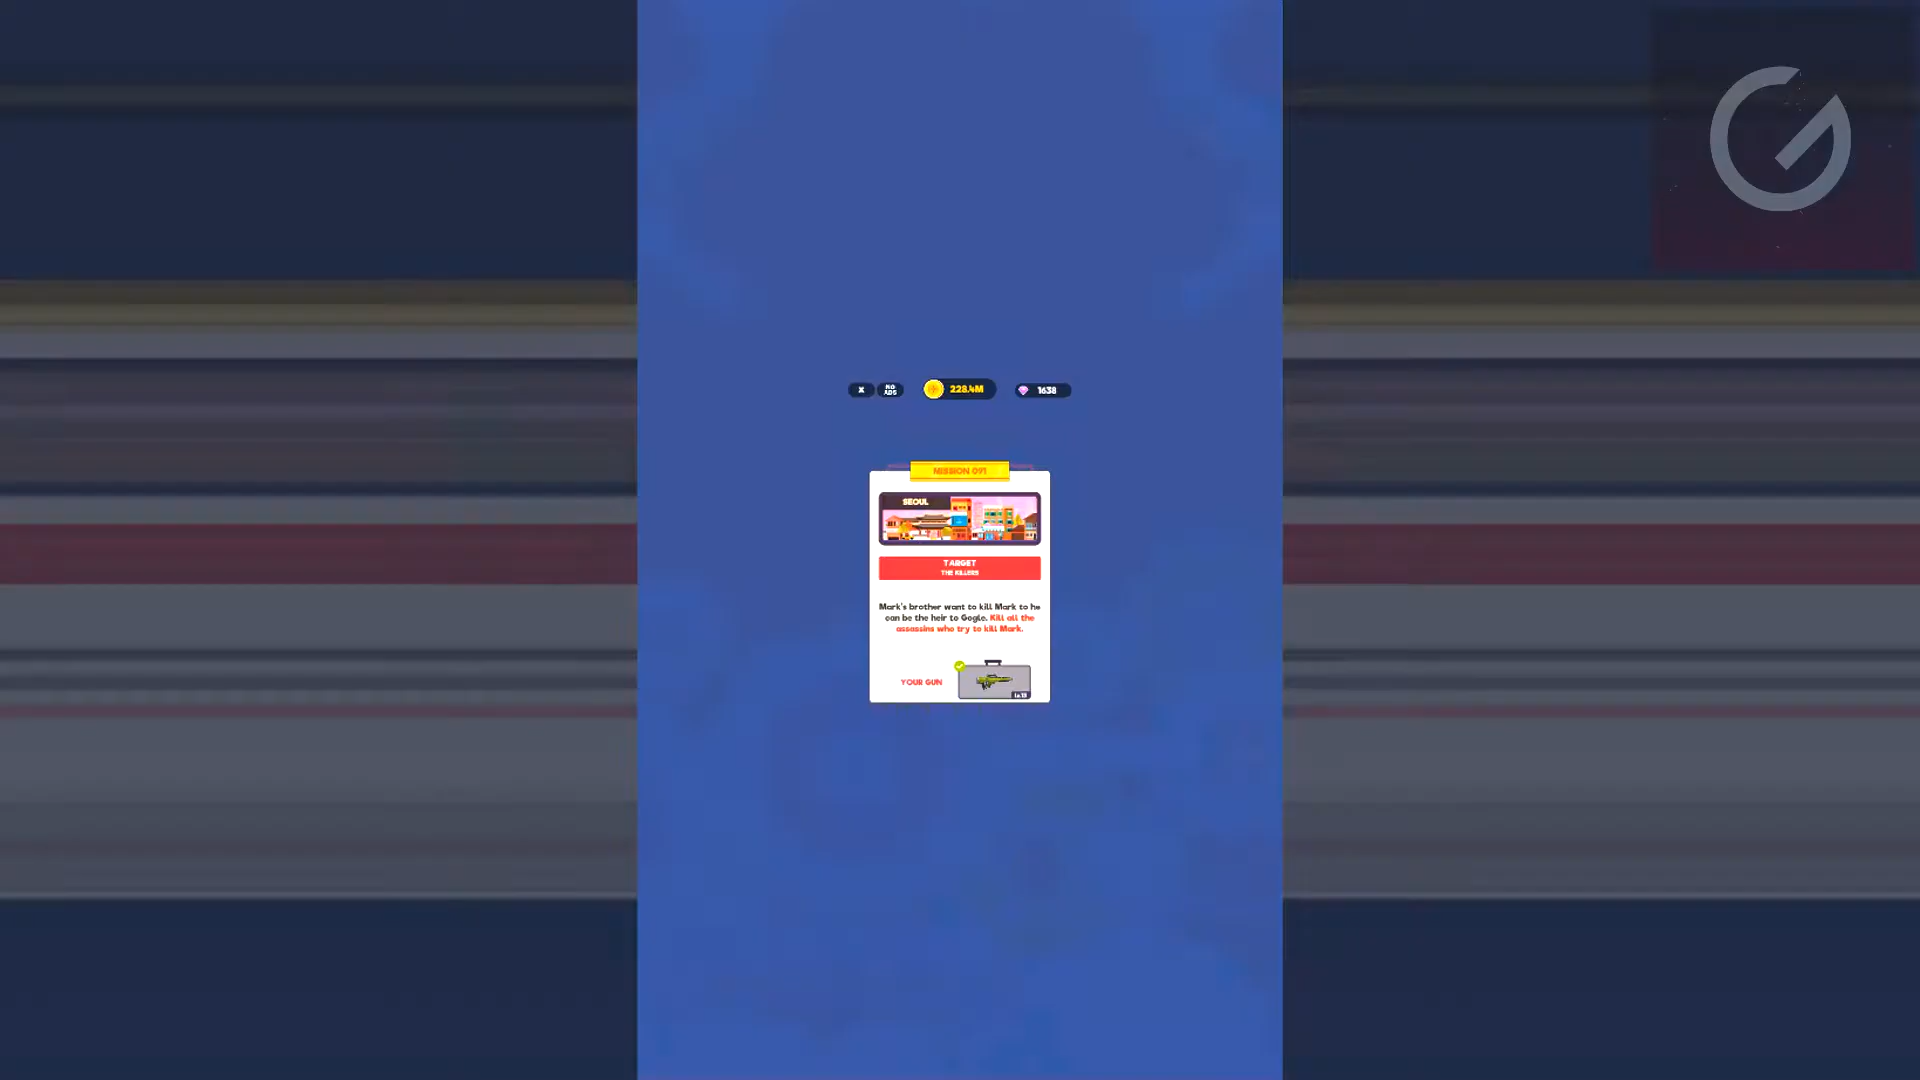 X
NO
ADS
228.4M
1638
MISSION 091
SEOUL
TARGET
THE KILLERS
Mark's brother want to kill Mark to he
can be the heir to Gogle. Kill all the
assassins who try to kill Mark.
YOUR GUN